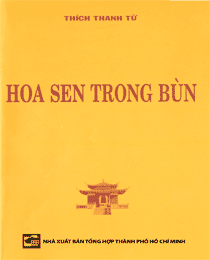 THÍCH THANH TỪ
HOA SEN TRONG BÙN
NHÀ XUẤT BẢN TỔNG HỢP THÀNH PHỐ HỒ CHÍ MINH